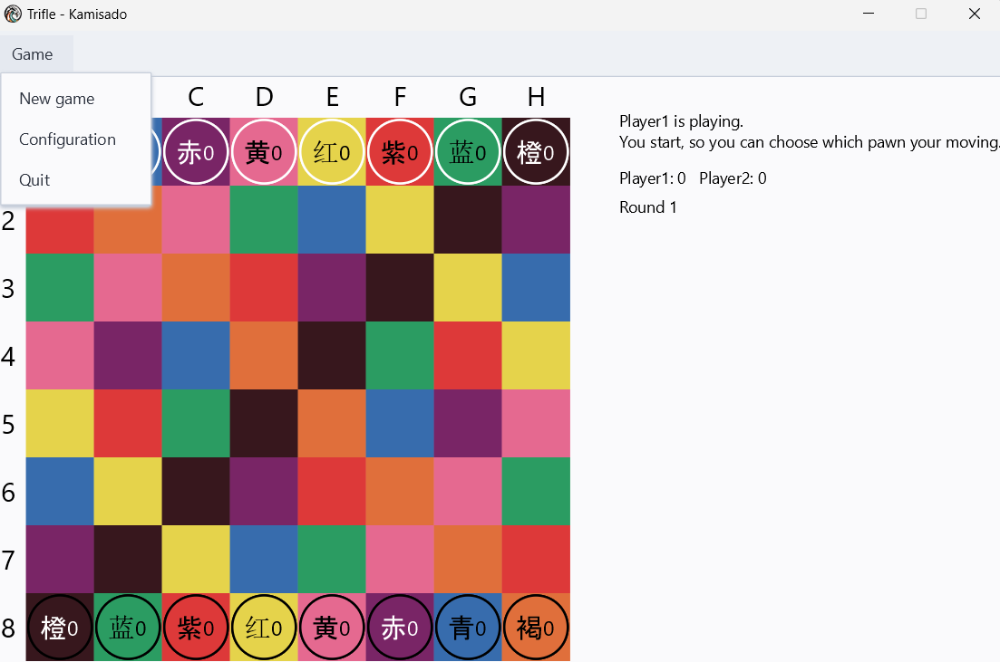 Trifle - Kamisado
Game
New game
Configuration
Quit
C D E F G H
赤0 黄0 红0 紫0 蓝0 橙0
2
3
4
5
6
7
8
橙0 蓝0 紫0 红0 黄0 赤0 青0 褐0
Player1 is playing.
You start, so you can choose which pawn your moving.
Player1: 0 Player2: 0
Round 1